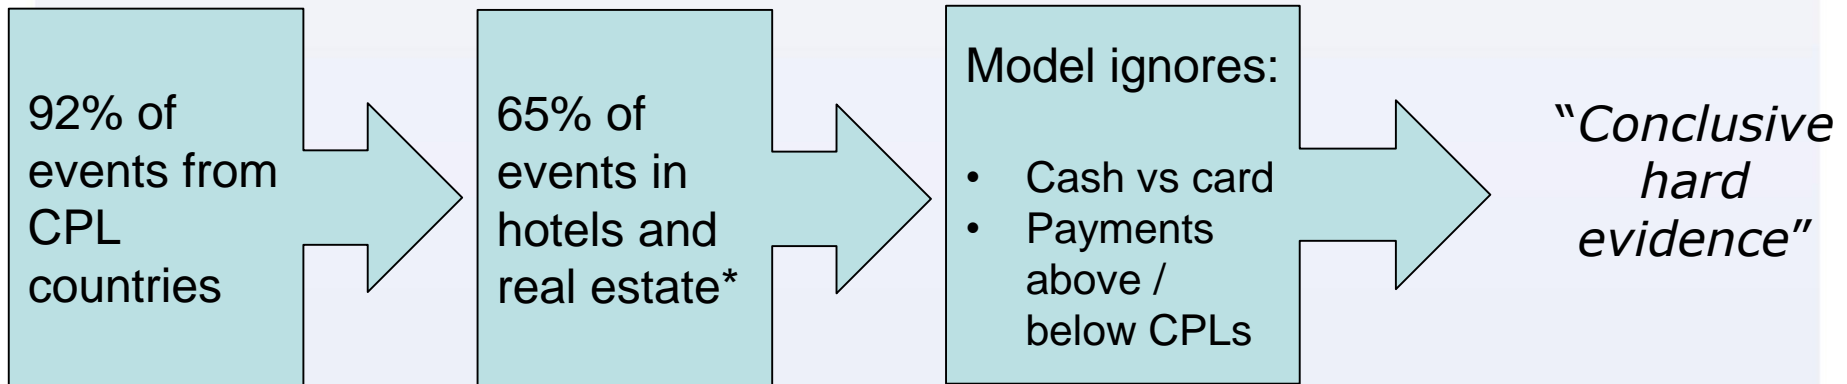 92% of
events from
CPL
countries
65% of
events in
hotels and
real estate*
Model ignores:
• Cash vs card
• Payments
above /
below CPLs
“Conclusive
hard
evidence”